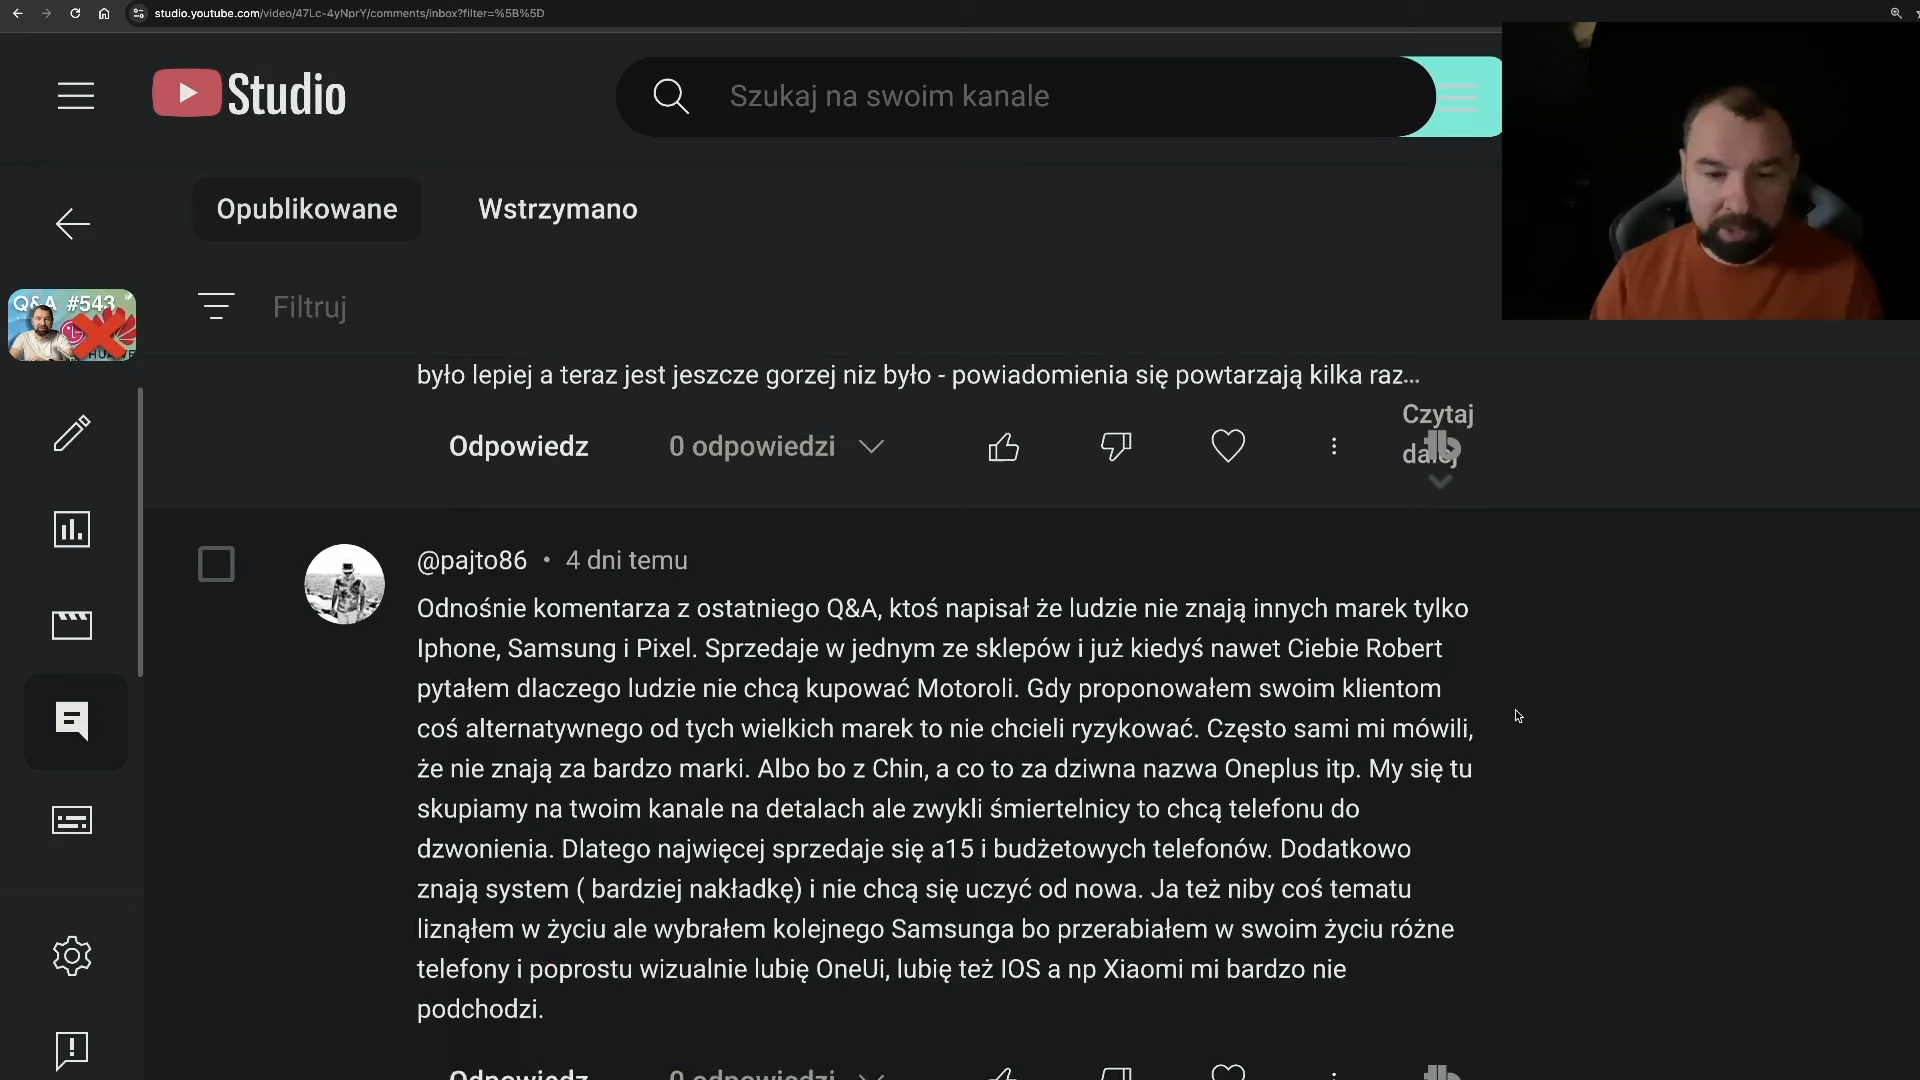 studio.youtube.com/video/47Lc-4yNprY/comments/inbox?filter=%5B%5D
Studio
Szukaj na swoim kanale
Opublikowane
Wstrzymano
Q&A #543
HUAWEI
Filtruj
było lepiej a teraz jest jeszcze gorzej niz było - powiadomienia się powtarzają kilka raz...
Czytaj
dalej
Odpowiedz
0 odpowiedzi
@pajto86 • 4 dni temu
Odnośnie komentarza z ostatniego Q&A, ktoś napisał że ludzie nie znają innych marek tylko
Iphone, Samsung i Pixel. Sprzedaje w jednym ze sklepów i już kiedyś nawet Ciebie Robert
pytałem dlaczego ludzie nie chcą kupować Motoroli. Gdy proponowałem swoim klientom
coś alternatywnego od tych wielkich marek to nie chcieli ryzykować. Często sami mi mówili,
że nie znają za bardzo marki. Albo bo z Chin, a co to za dziwna nazwa Oneplus itp. My się tu
skupiamy na twoim kanale na detalach ale zwykli śmiertelnicy to chcą telefonu do
dzwonienia. Dlatego najwięcej sprzedaje się a15 i budżetowych telefonów. Dodatkowo
znają system ( bardziej nakładkę) i nie chcą się uczyć od nowa. Ja też niby coś tematu
liznąłem w życiu ale wybrałem kolejnego Samsunga bo przerabiałem w swoim życiu różne
telefony i poprostu wizualnie lubię OneUi, lubię też IOS a np Xiaomi mi bardzo nie
podchodzi.
Odpowiedz
0 odpowiedzi